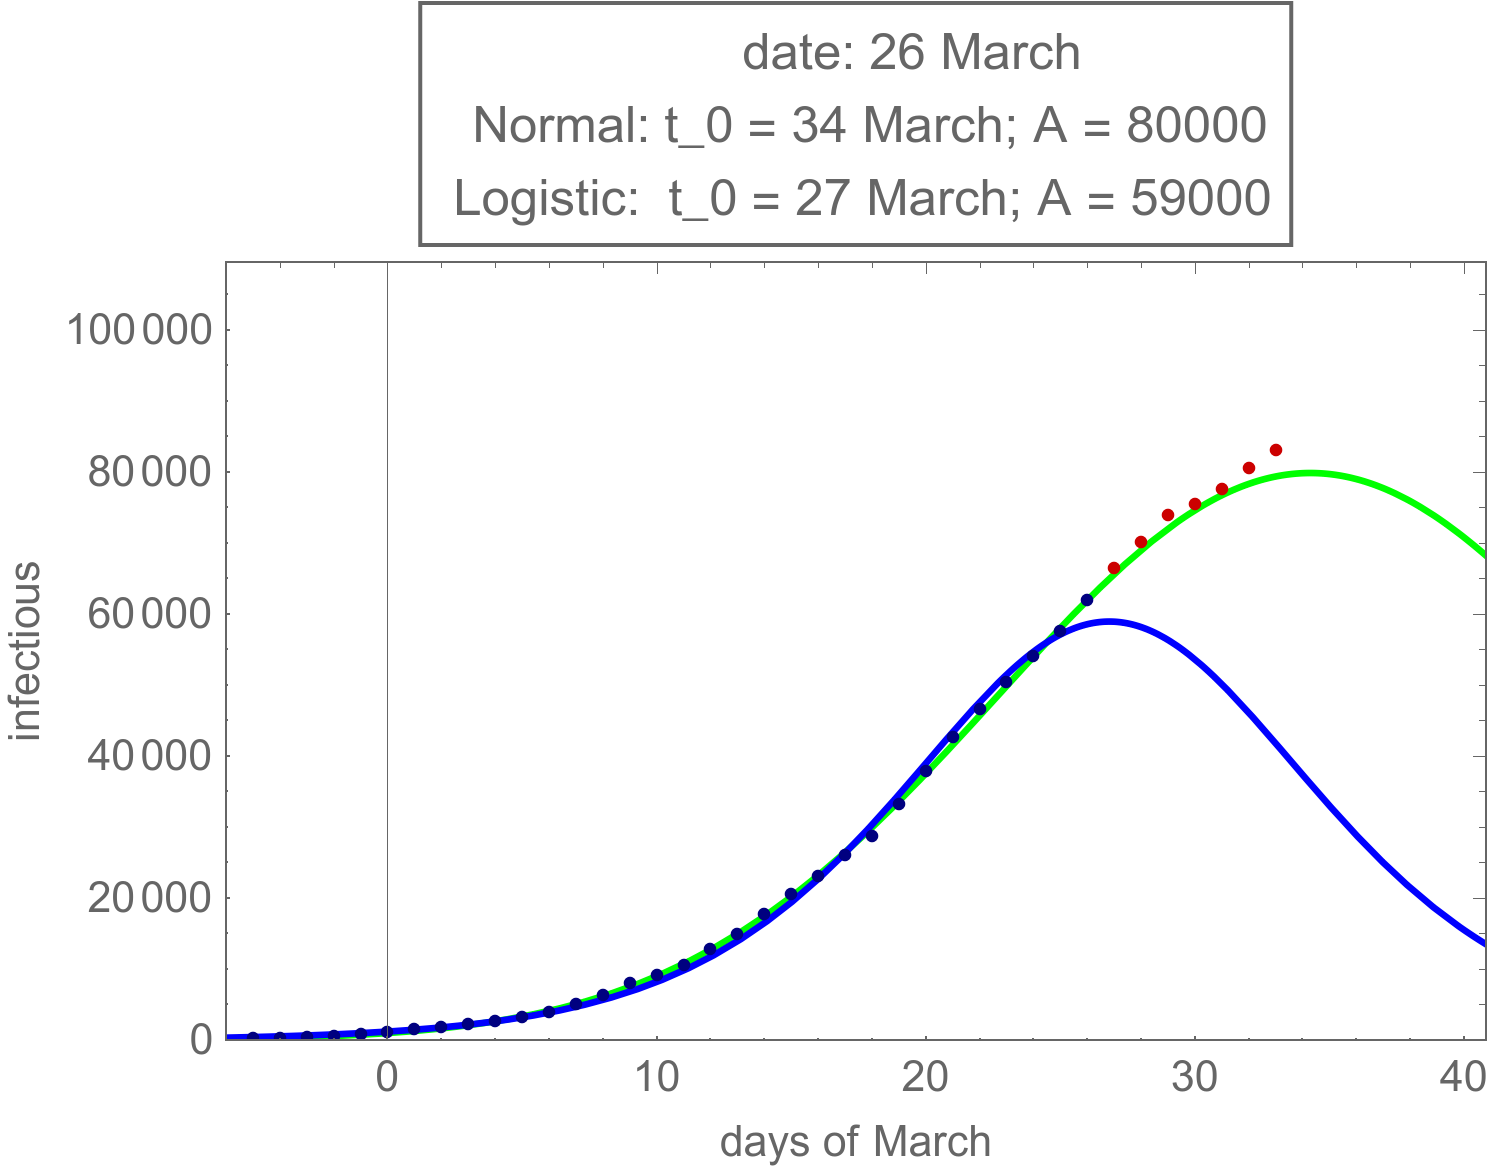 date: 26 March
Normal: t_0 = 34 March; A = 80000
Logistic: t_0 = 27 March; A = 59000
100 000
80 000
60 000
40 000
20 000
0
infectious
0 10 20 30 40
days of March